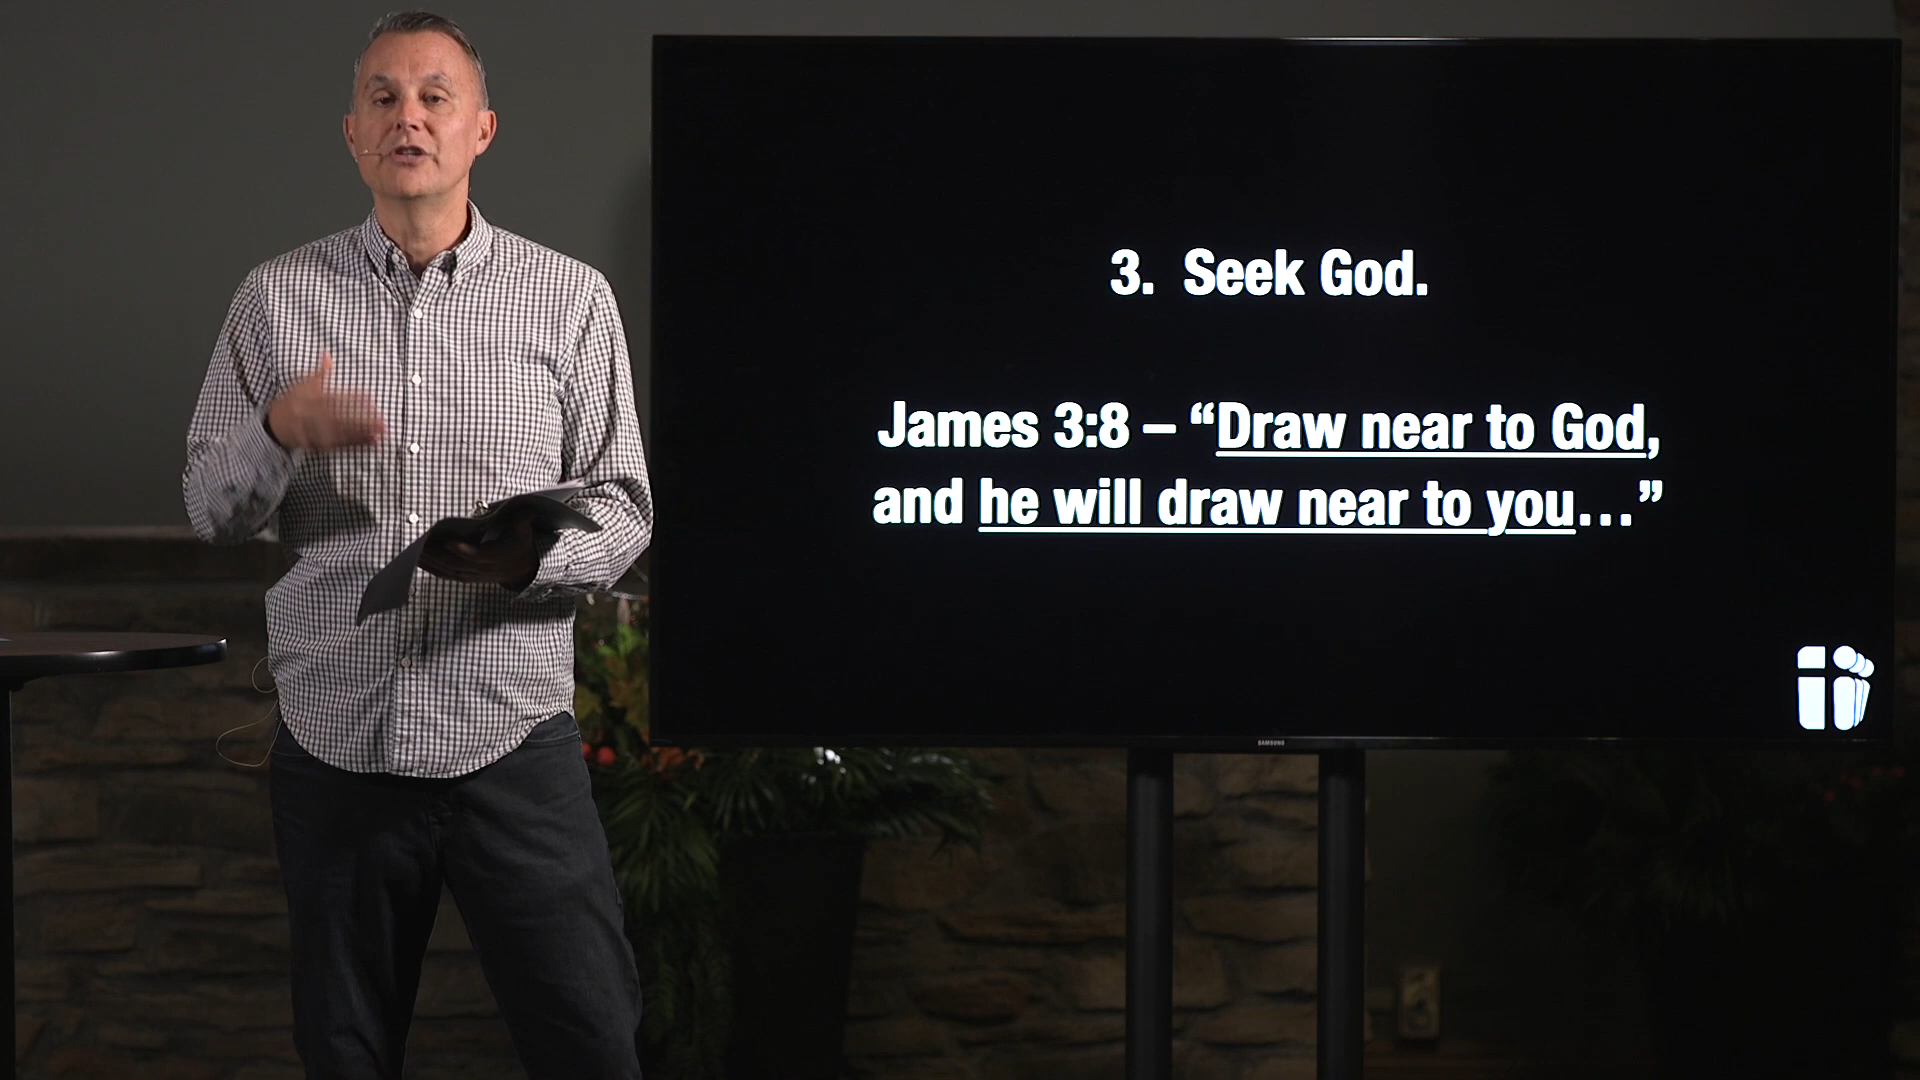 3. Seek God.
James 3:8 – “Draw near to God,
and he will draw near to you…”
SAMSUNG